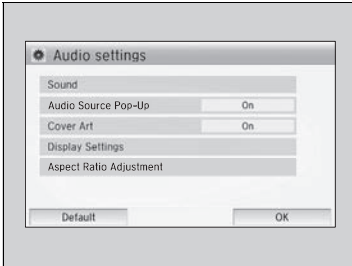 Audio settings
Sound
Audio Source Pop-Up On
Cover Art On
Display Settings
Aspect Ratio Adjustment
Default OK